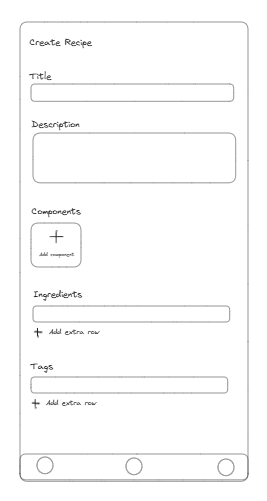 Create Recipe
Title
Description
Components
Add component
Ingredients
Add extra row
Tags
Add extra row